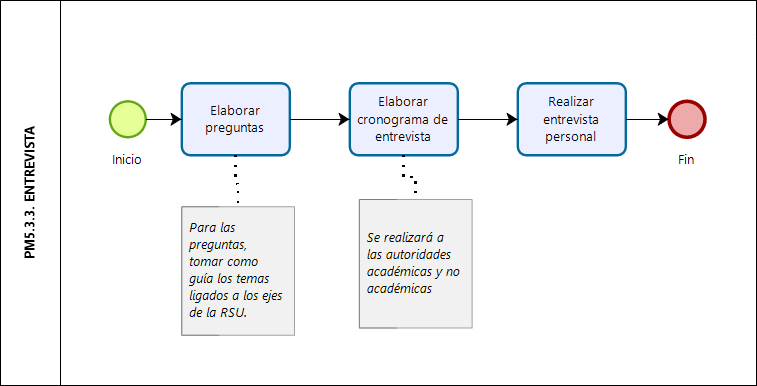 PM5.3.3. ENTREVISTA
Inicio
Elaborar
preguntas
Elaborar
cronograma de
entrevista
Realizar
entrevista
personal
Fin
Para las
preguntas,
tomar como
guía los temas
ligados a los ejes
de la RSU.
Se realizará a
las autoridades
académicas y no
académicas